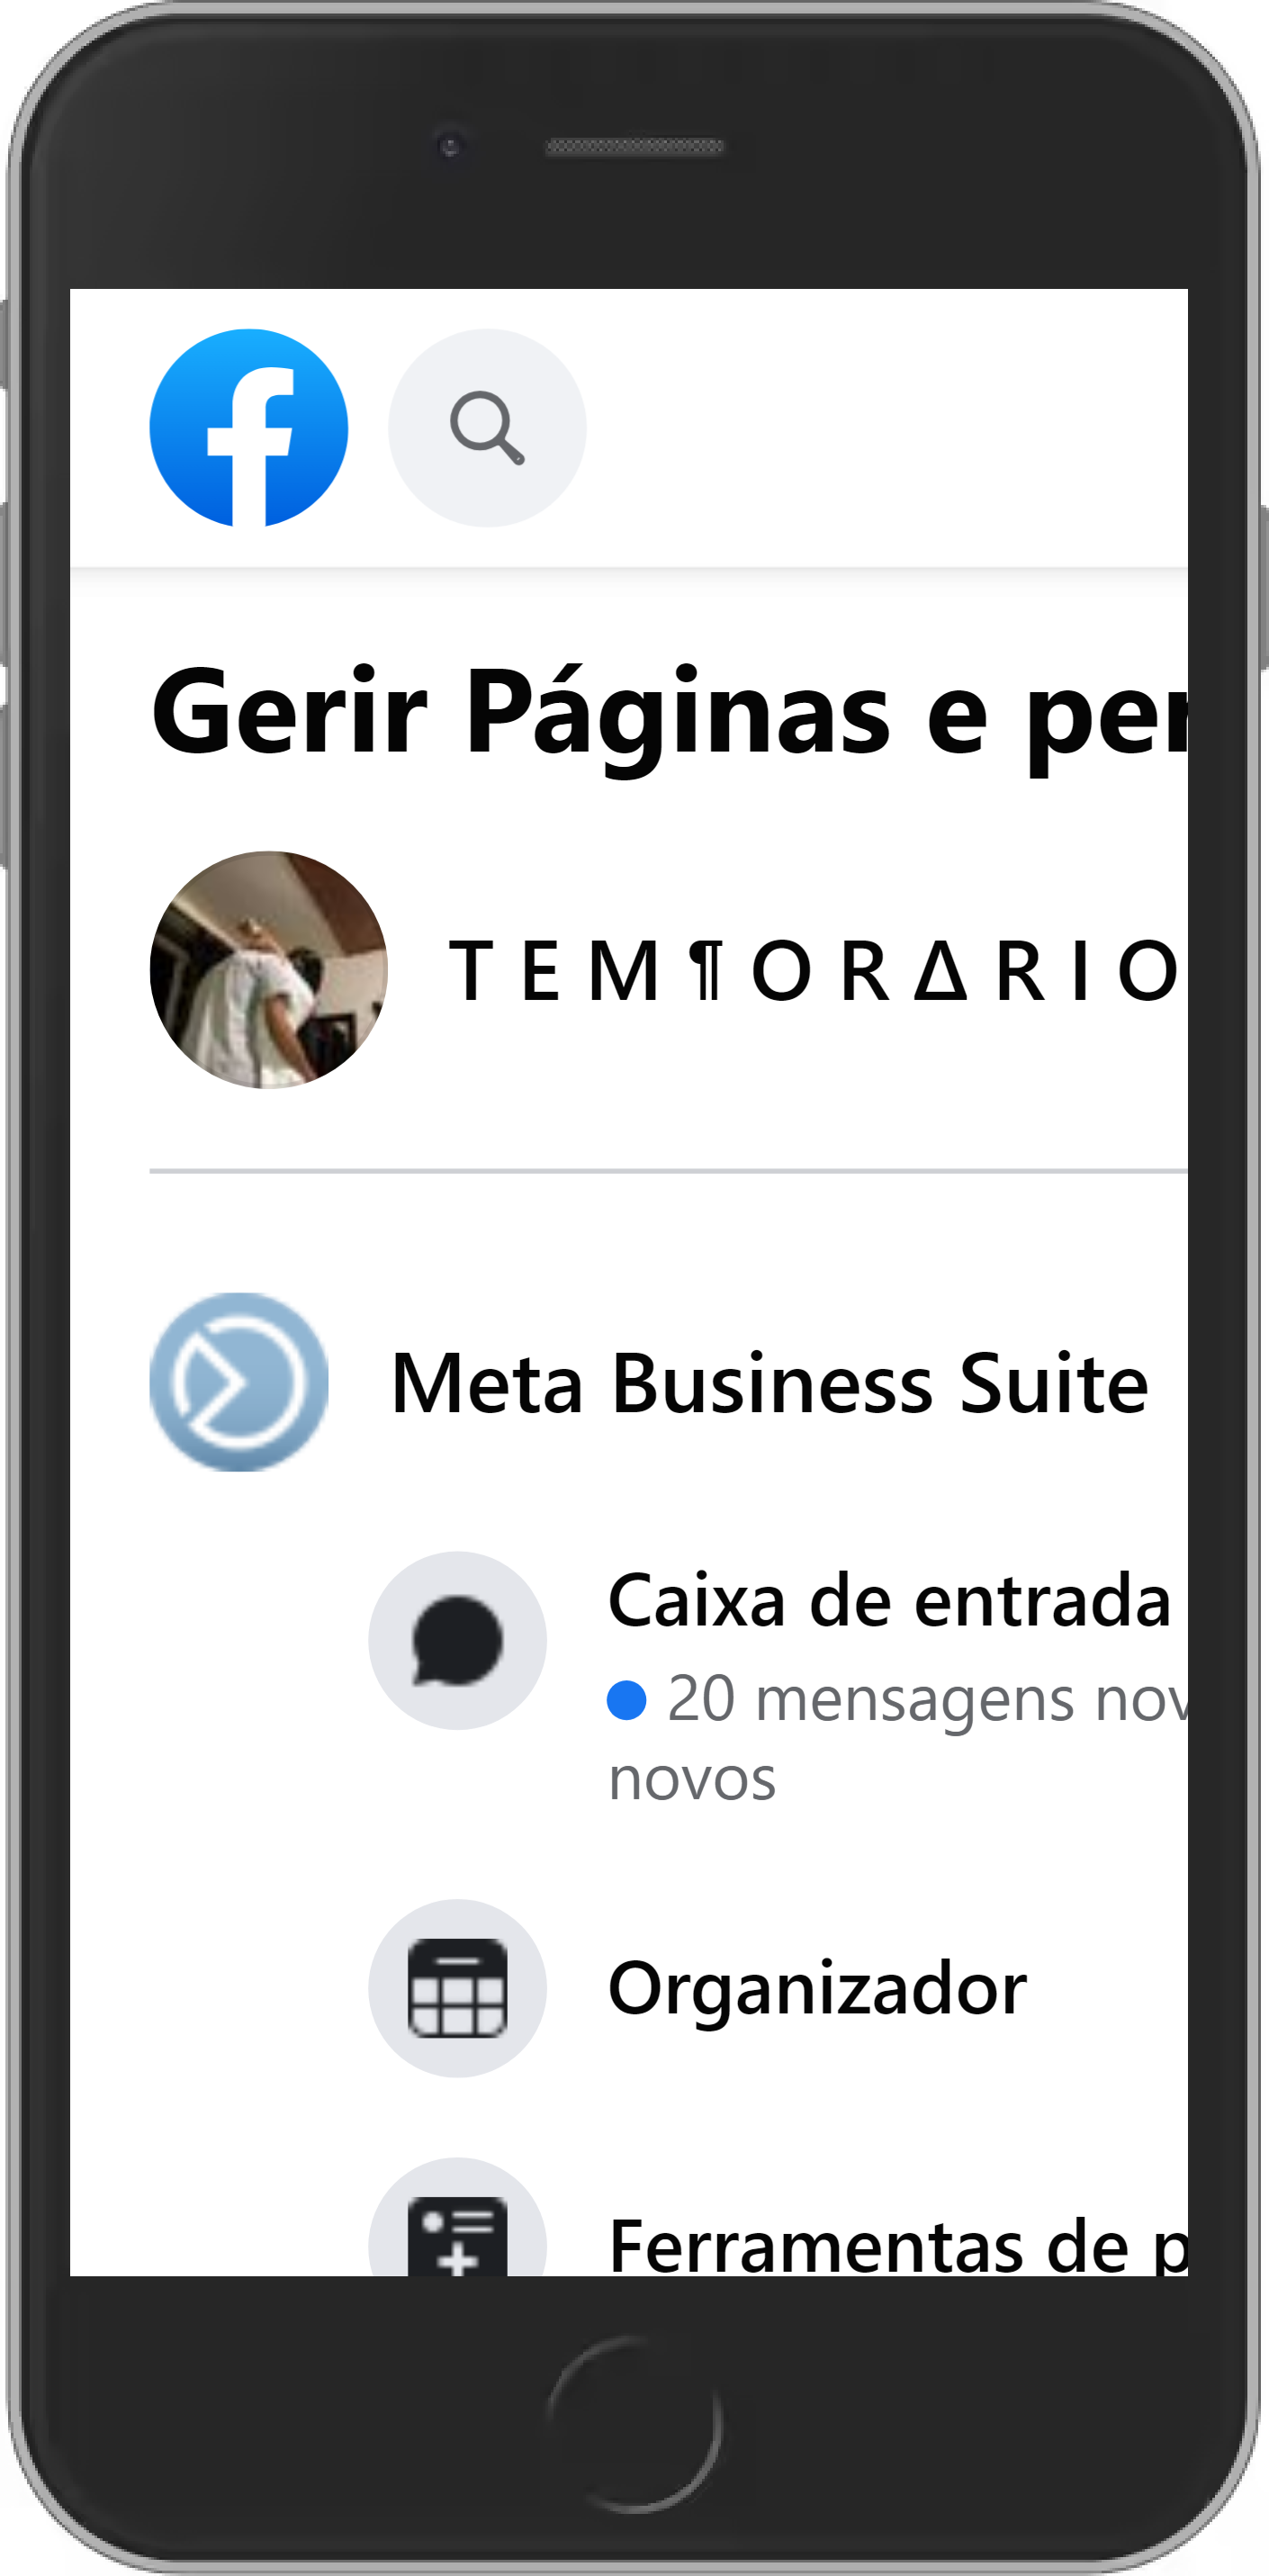 Gerir Páginas e per
T E M ¶ O R Δ R I O
Meta Business Suite
Caixa de entrada
20 mensagens nov
novos
Organizador
Ferramentas de p